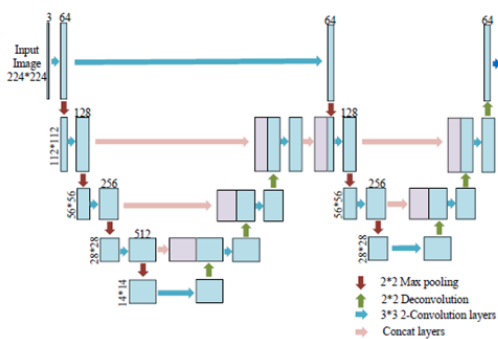 3 64
64
64
Input
Image
224*224
128
128
112*112
256
256
56*56
56*56
512
28*28
28*28
14*14
2*2 Max pooling
2*2 Deconvolution
3*3 2-Convolution layers
Concat layers